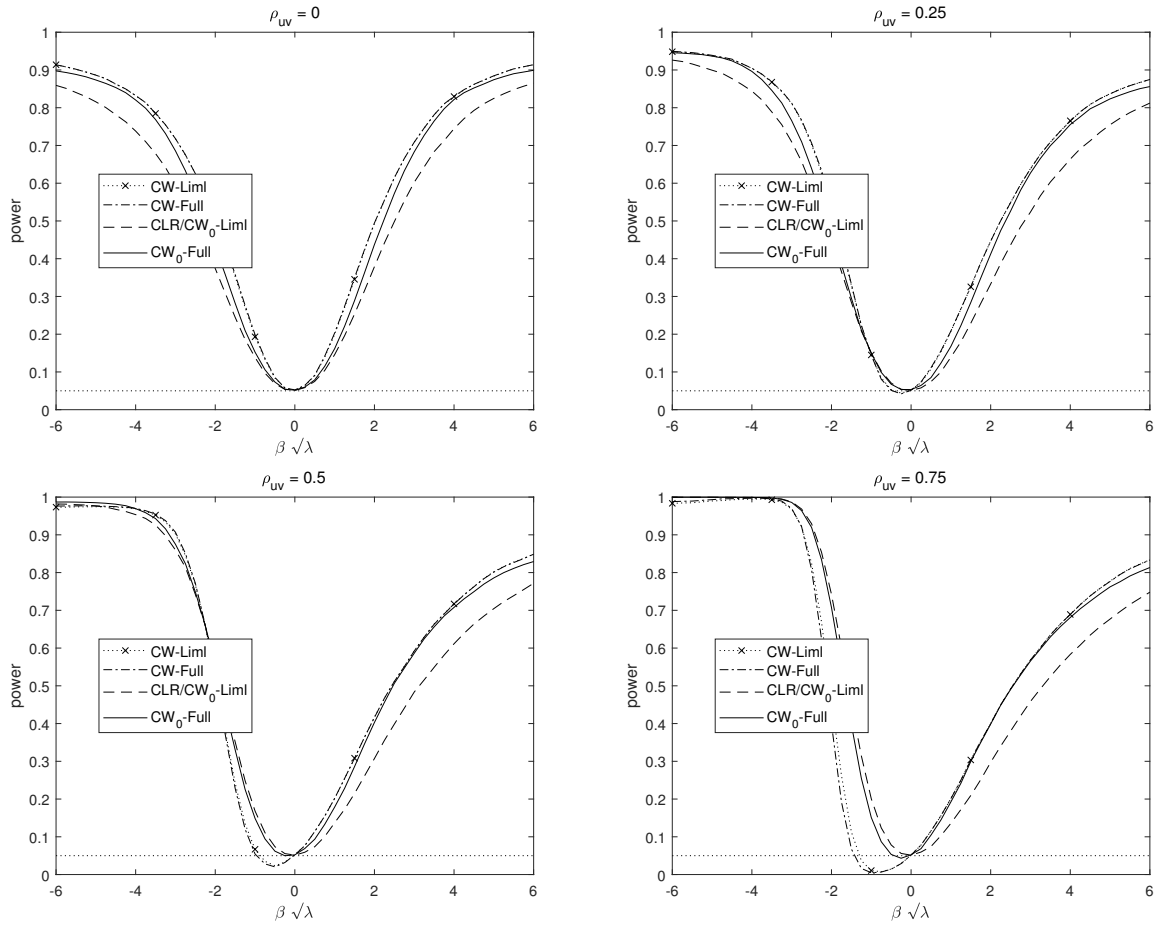 ρuv = 0
1
0.9
0.8
0.7
0.6
0.5
0.4
0.3
0.2
0.1
0
power
CW-Liml
CW-Full
CLR/CW0-Liml
CW0-Full
-6 -4 -2 0 2 4 6
β √λ
ρuv = 0.25
1
0.9
0.8
0.7
0.6
0.5
0.4
0.3
0.2
0.1
0
power
CW-Liml
CW-Full
CLR/CW0-Liml
CW0-Full
-6 -4 -2 0 2 4 6
β √λ
ρuv = 0.5
1
0.9
0.8
0.7
0.6
0.5
0.4
0.3
0.2
0.1
0
power
CW-Liml
CW-Full
CLR/CW0-Liml
CW0-Full
-6 -4 -2 0 2 4 6
β √λ
ρuv = 0.75
1
0.9
0.8
0.7
0.6
0.5
0.4
0.3
0.2
0.1
0
power
CW-Liml
CW-Full
CLR/CW0-Liml
CW0-Full
-6 -4 -2 0 2 4 6
β √λ